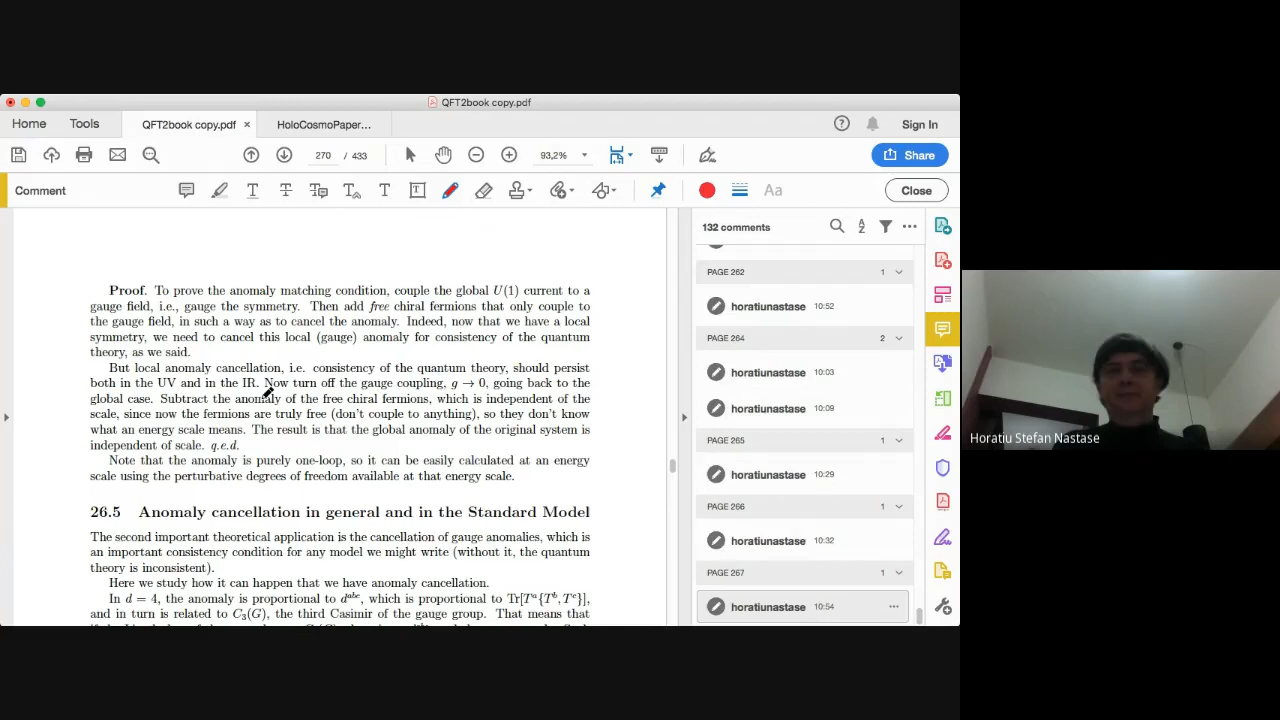 QFT2book copy.pdf
Home Tools QFT2book copy.pdf × HoloCosmoPaper... Sign In
270 / 433 93,2% Share
Comment T T T T T Aa Close
132 comments
PAGE 262 1
horatiunastase 10:52
PAGE 264 2
horatiunastase 10:03
horatiunastase 10:09
PAGE 265 1
horatiunastase 10:29
PAGE 266 1
horatiunastase 10:32
PAGE 267 1
horatiunastase 10:54
Proof. To prove the anomaly matching condition, couple the global U(1) current to a
gauge field, i.e., gauge the symmetry. Then add free chiral fermions that only couple to
the gauge field, in such a way as to cancel the anomaly. Indeed, now that we have a local
symmetry, we need to cancel this local (gauge) anomaly for consistency of the quantum
theory, as we said.
But local anomaly cancellation, i.e. consistency of the quantum theory, should persist
both in the UV and in the IR. Now turn off the gauge coupling, g → 0, going back to the
global case. Subtract the anomaly of the free chiral fermions, which is independent of the
scale, since now the fermions are truly free (don't couple to anything), so they don't know
what an energy scale means. The result is that the global anomaly of the original system is
independent of scale. q.e.d.
Note that the anomaly is purely one-loop, so it can be easily calculated at an energy
scale using the perturbative degrees of freedom available at that energy scale.
26.5 Anomaly cancellation in general and in the Standard Model
The second important theoretical application is the cancellation of gauge anomalies, which is
an important consistency condition for any model we might write (without it, the quantum
theory is inconsistent).
Here we study how it can happen that we have anomaly cancellation.
In d = 4, the anomaly is proportional to dᵃᵇᶜ, which is proportional to Tr[Tᵃ{Tᵇ, Tᶜ}],
and in turn is related to C₃(G), the third Casimir of the gauge group. That means that
Horatiu Stefan Nastase